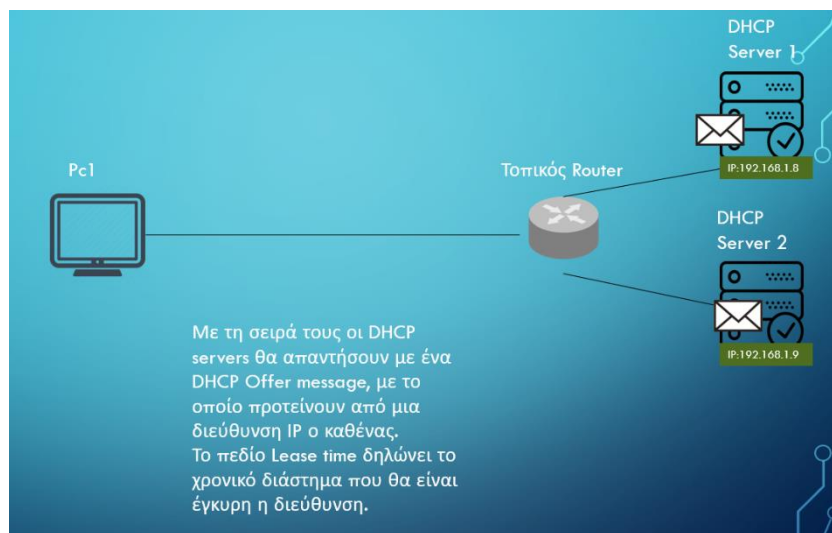 DHCP
Server 1
IP:192.168.1.8
Pc1
Τοπικός Router
DHCP
Server 2
IP:192.168.1.9
Με τη σειρά τους οι DHCP
servers θα απαντήσουν με ένα
DHCP Offer message, με το
οποίο προτείνουν από μια
διεύθυνση IP ο καθένας.
Το πεδίο Lease time δηλώνει το
χρονικό διάστημα που θα είναι
έγκυρη η διεύθυνση.